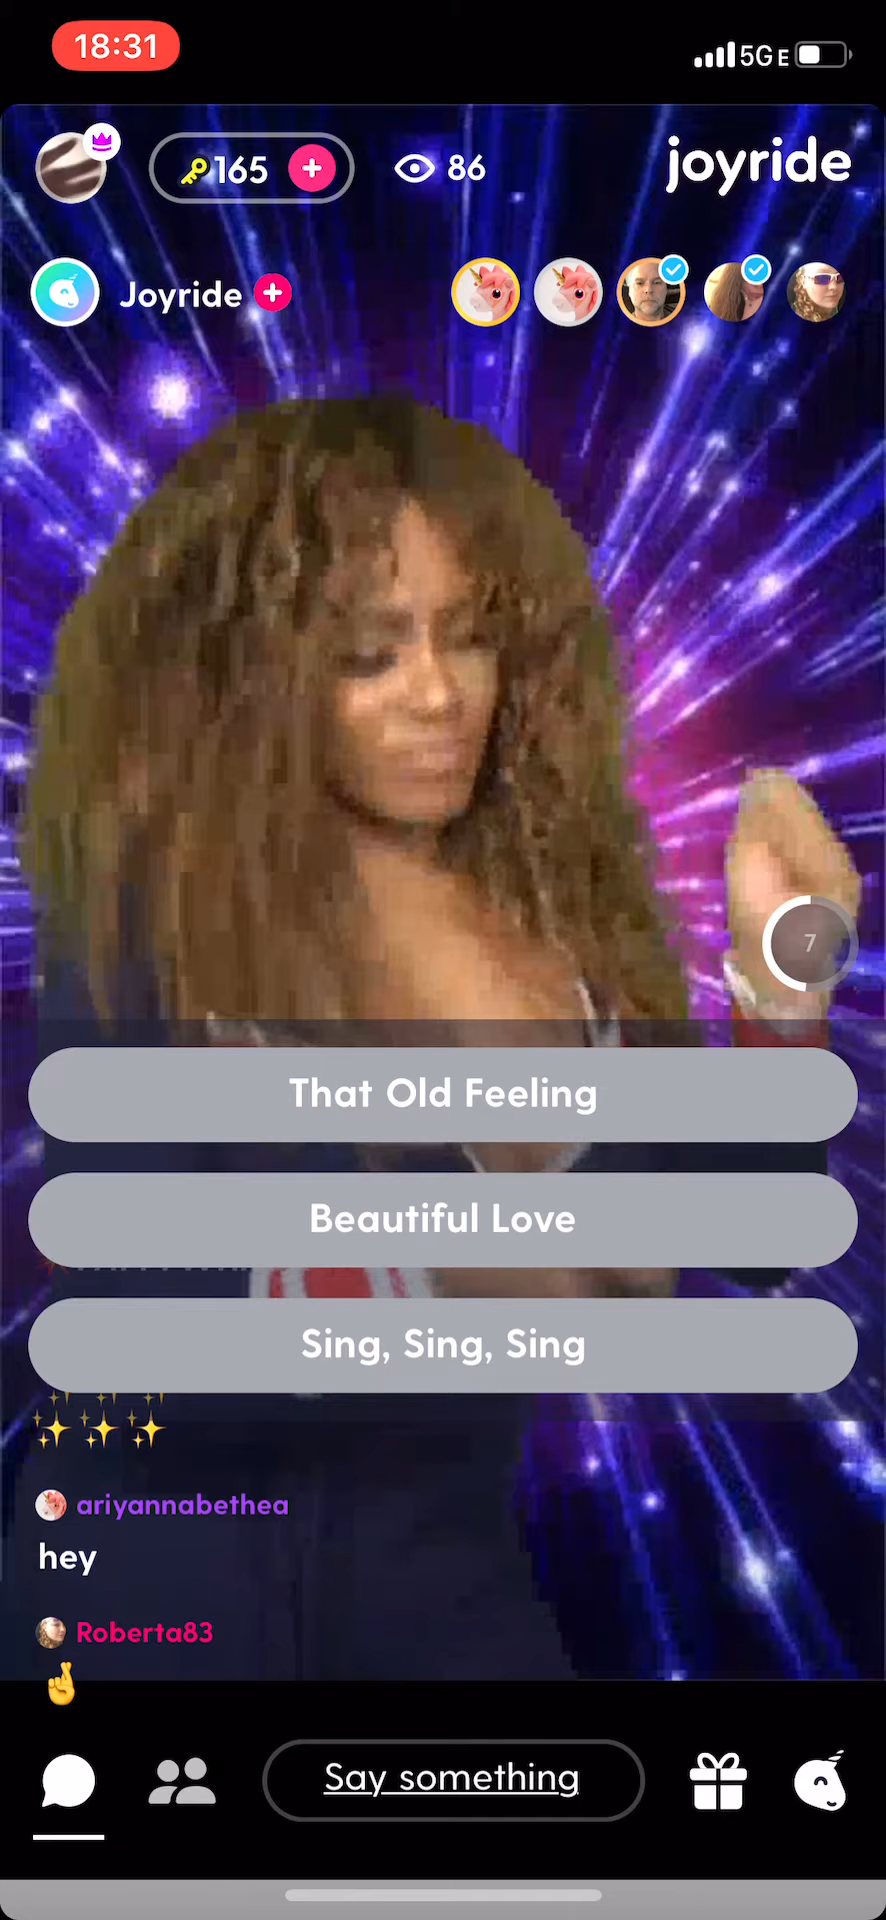 18:31
5G E
165
86
joyride
Joyride
7
That Old Feeling
Beautiful Love
Sing, Sing, Sing
ariyannabethea
hey
Roberta83
Say something